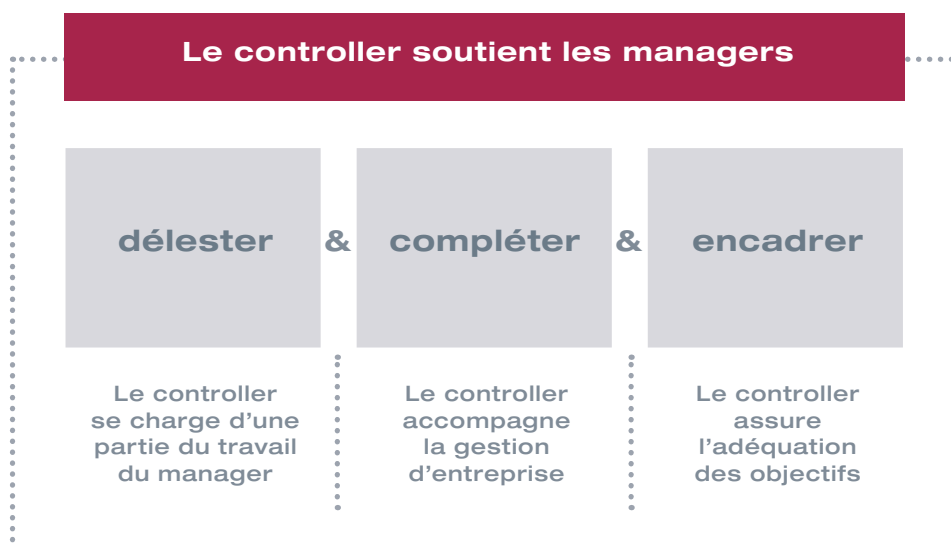 Le controller soutient les managers
délester & compléter & encadrer
Le controller
se charge d’une
partie du travail
du manager
Le controller
accompagne
la gestion
d’entreprise
Le controller
assure
l’adéquation
des objectifs